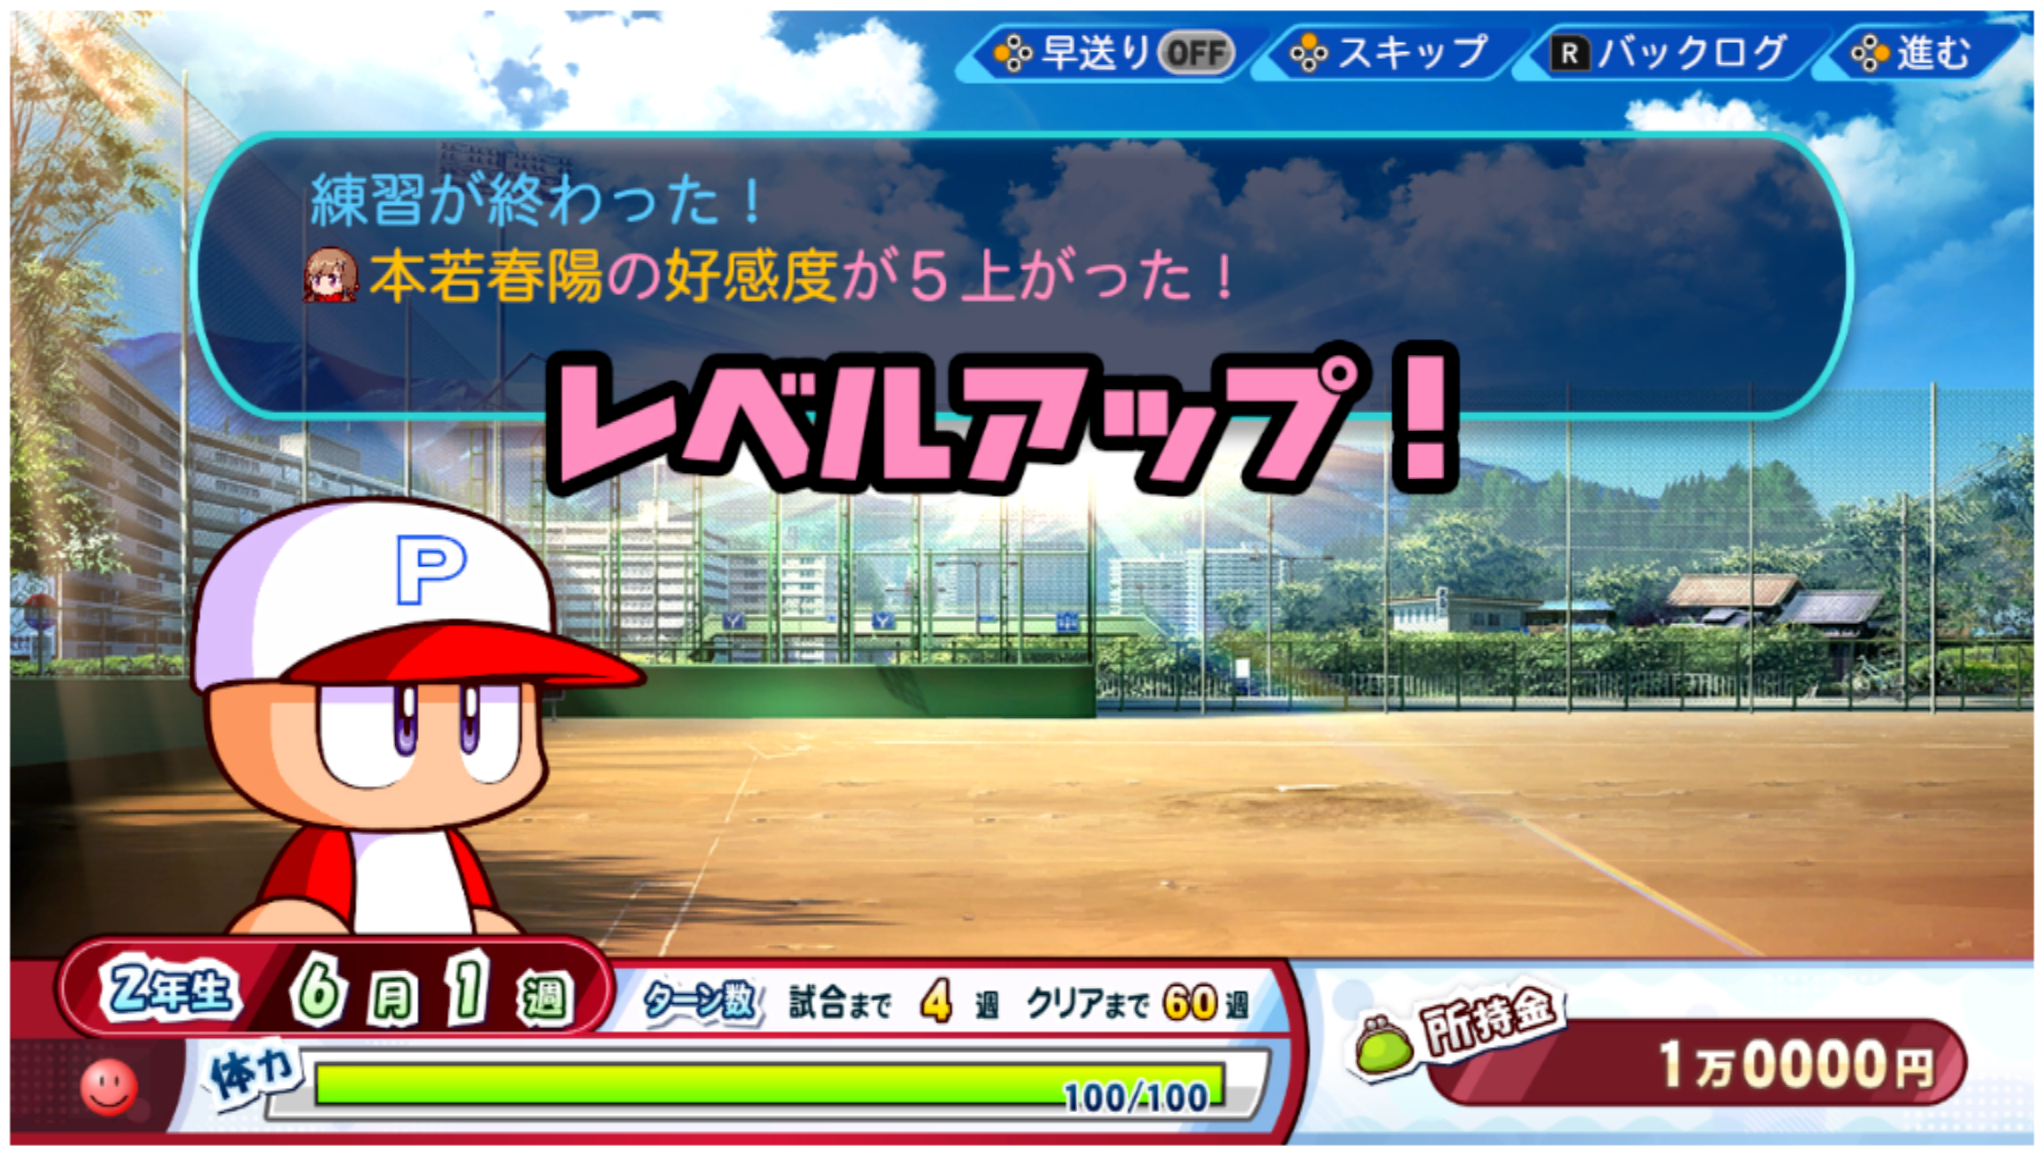 早送り OFF スキップ R バックログ 進む
練習が終わった！
本若春陽の好感度が５上がった！
レベルアップ！
P
2年生 6月1週
ターン数 試合まで 4 週 クリアまで 60 週
体力 100/100
所持金
1万0000円